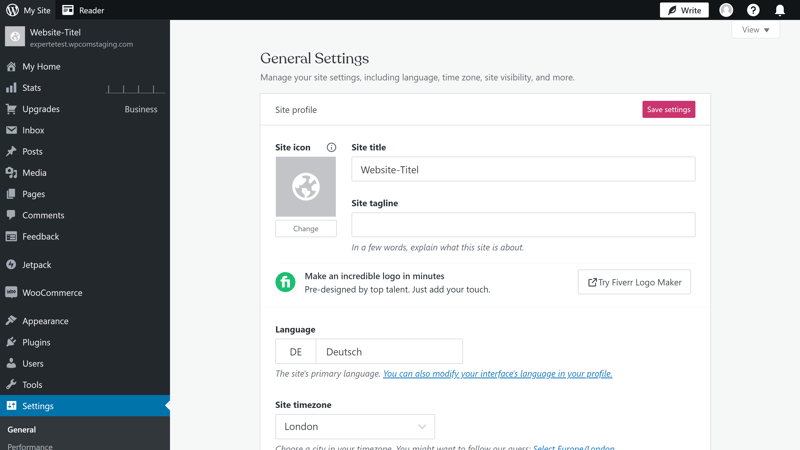 My Site
Reader
Write
Website-Titel
expertetest.wpcomstaging.com
View
My Home
Stats
Upgrades
Business
Inbox
Posts
Media
Pages
Comments
Feedback
Jetpack
WooCommerce
Appearance
Plugins
Users
Tools
Settings
General
Performance
General Settings
Manage your site settings, including language, time zone, site visibility, and more.
Site profile
Save settings
Site icon
Site title
Website-Titel
Change
Site tagline
In a few words, explain what this site is about.
fi
Make an incredible logo in minutes
Pre-designed by top talent. Just add your touch.
Try Fiverr Logo Maker
Language
DE
Deutsch
The site's primary language. You can also modify your interface's language in your profile.
Site timezone
London
Choose a city in your timezone. You might want to follow our guess: Select Europe/London